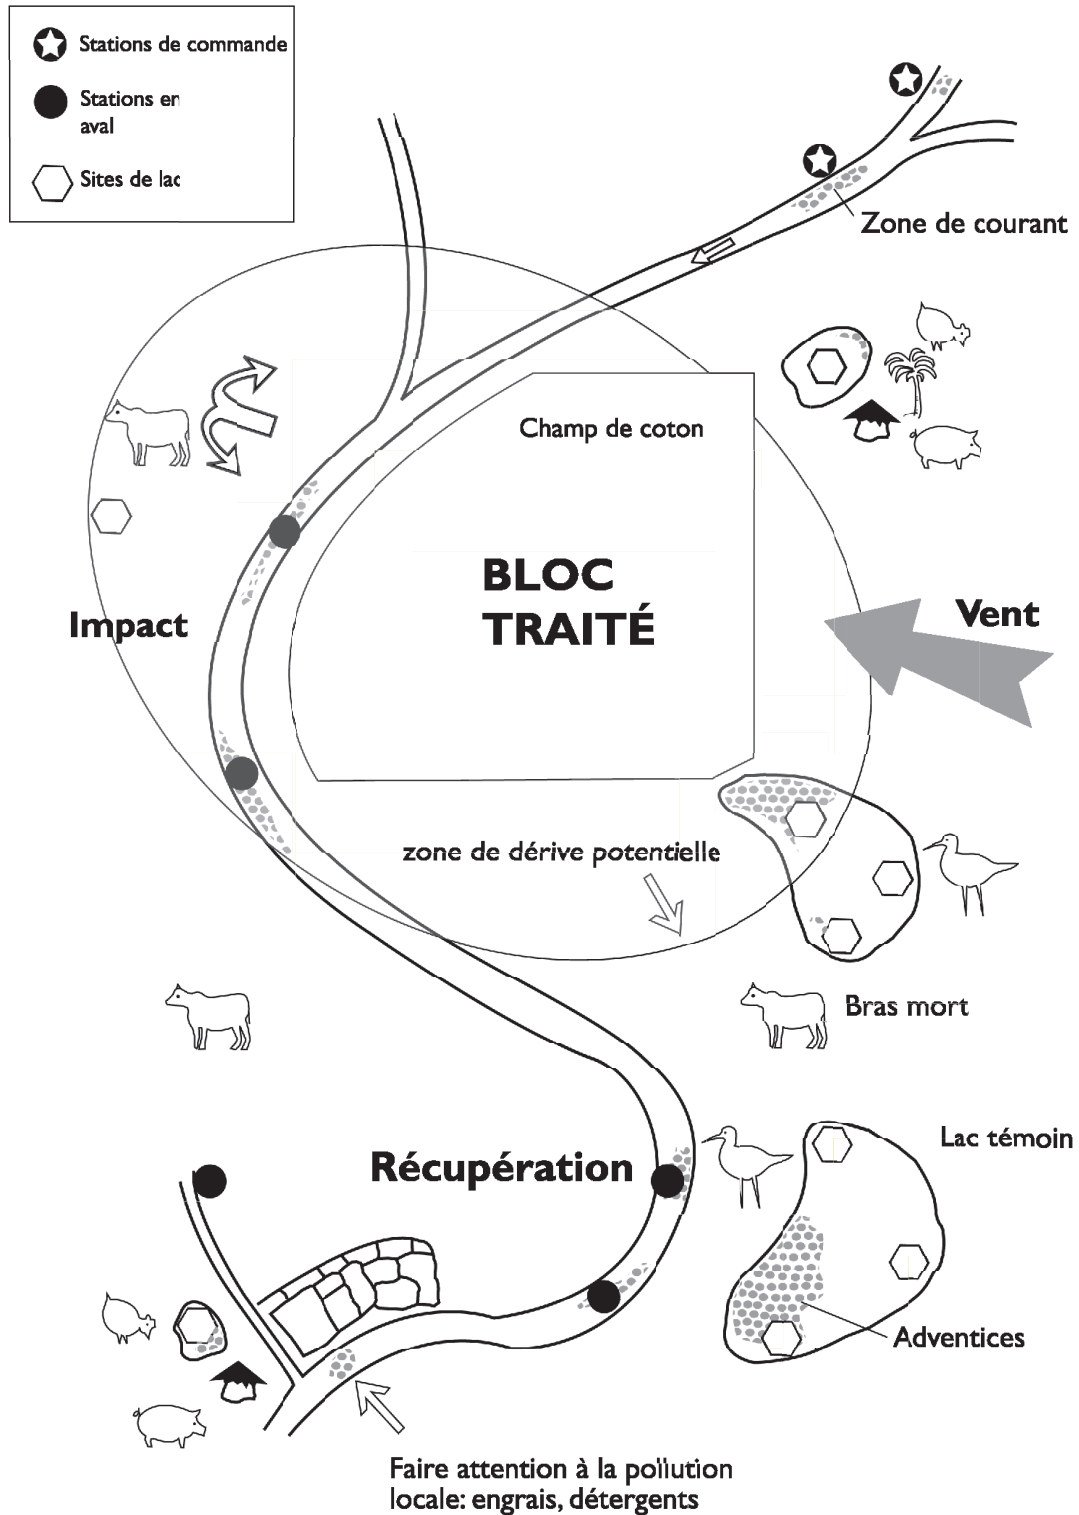 Stations de commande
Stations en
aval
Sites de lac
Zone de courant
Champ de coton
BLOC
TRAITÉ
Vent
Impact
zone de dérive potentielle
Bras mort
Lac témoin
Récupération
Adventices
Faire attention à la pollution
locale: engrais, détergents